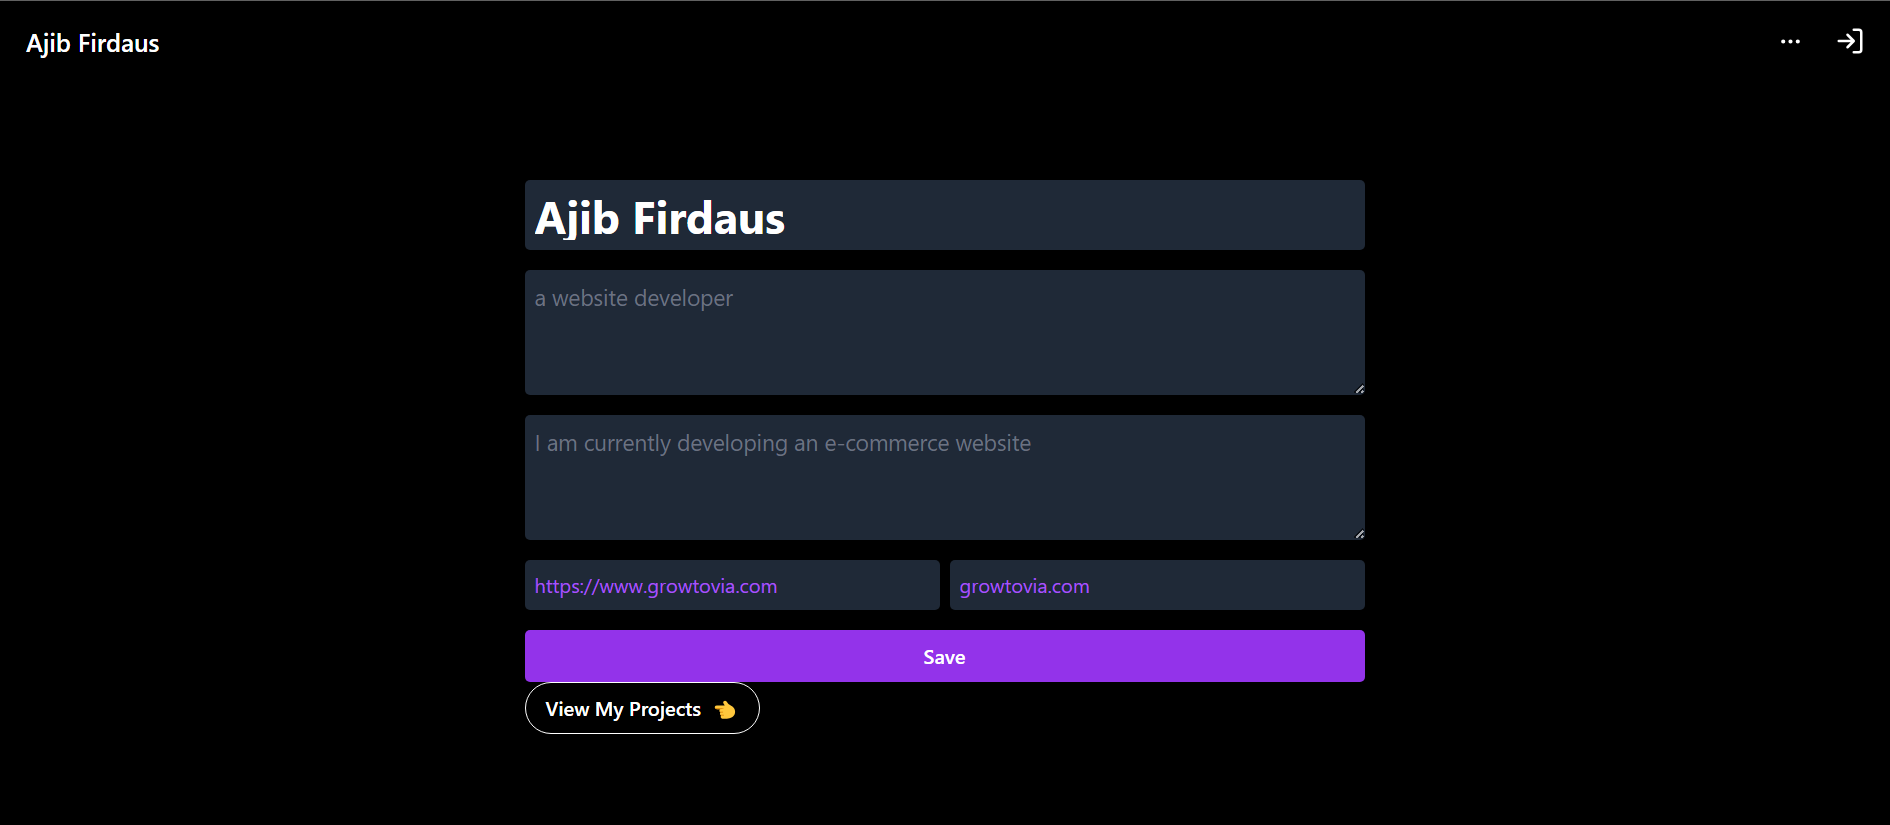 Ajib Firdaus
Ajib Firdaus
a website developer
I am currently developing an e-commerce website
https://www.growtovia.com
growtovia.com
Save
View My Projects 👈